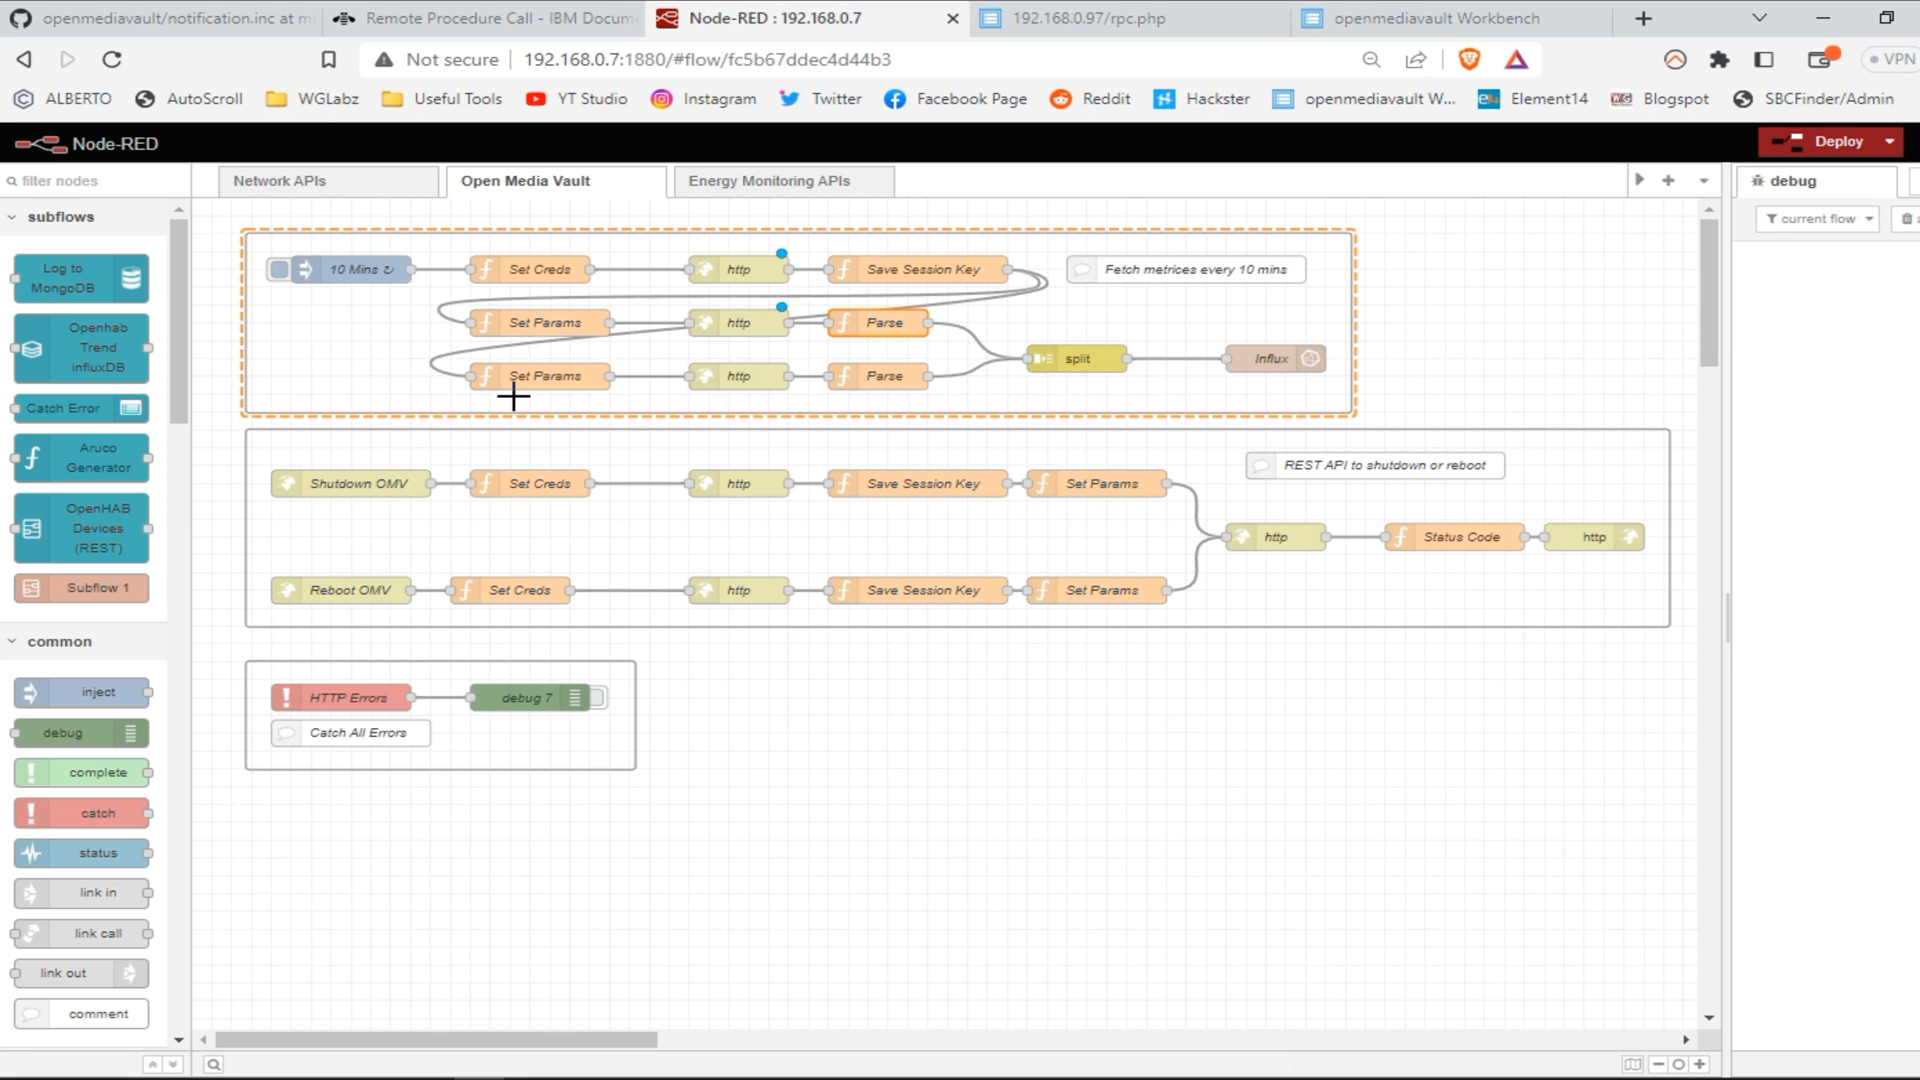 openmediavault/notification.inc at m
Remote Procedure Call - IBM Docum
Node-RED : 192.168.0.7
192.168.0.97/rpc.php
openmediavault Workbench
Not secure
192.168.0.7:1880/#flow/fc5b67ddec4d44b3
VPN
ALBERTO
AutoScroll
WGLabz
Useful Tools
YT Studio
Instagram
Twitter
Facebook Page
Reddit
Hackster
openmediavault W...
Element14
Blogspot
SBCFinder/Admin
Node-RED
Deploy
filter nodes
Network APIs
Open Media Vault
Energy Monitoring APIs
debug
current flow
subflows
Log to
MongoDB
Openhab
Trend
influxDB
Catch Error
Aruco
Generator
OpenHAB
Devices
(REST)
Subflow 1
common
inject
debug
complete
catch
status
link in
link call
link out
comment
10 Mins ↻
Set Creds
http
Save Session Key
Fetch metrices every 10 mins
Set Params
http
Parse
split
Influx
Set Params
http
Parse
REST API to shutdown or reboot
Shutdown OMV
Set Creds
http
Save Session Key
Set Params
http
Status Code
http
Reboot OMV
Set Creds
http
Save Session Key
Set Params
HTTP Errors
debug 7
Catch All Errors